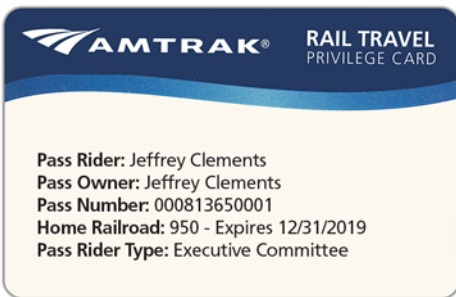 AMTRAK®
RAIL TRAVEL
PRIVILEGE CARD
Pass Rider: Jeffrey Clements
Pass Owner: Jeffrey Clements
Pass Number: 000813650001
Home Railroad: 950 - Expires 12/31/2019
Pass Rider Type: Executive Committee